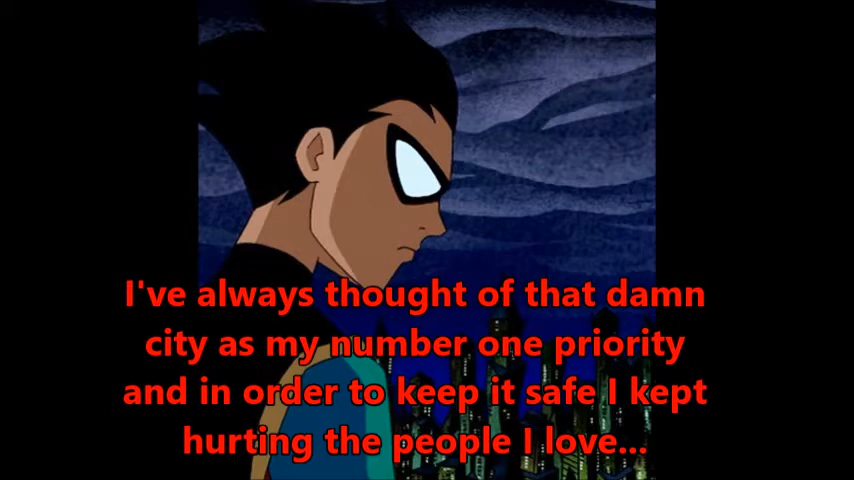 I've always thought of that damn
city as my number one priority
and in order to keep it safe I kept
hurting the people I love...